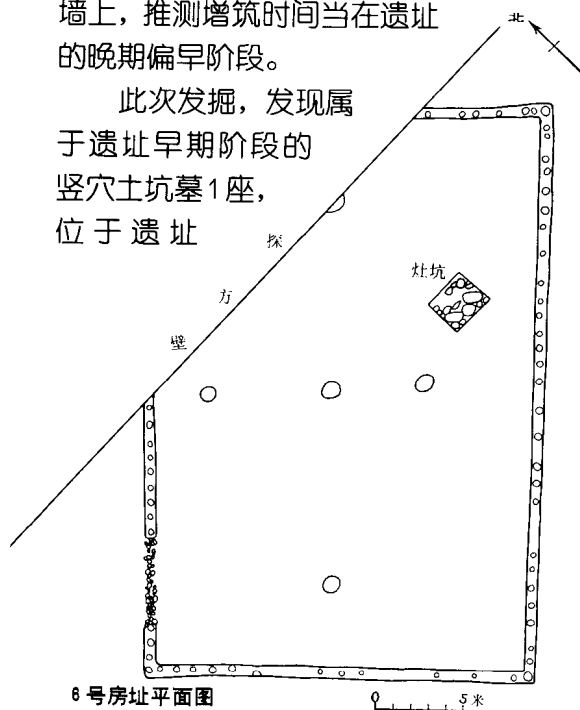 墙上，推测增筑时间当在遗址
的晚期偏早阶段。
此次发掘，发现属
于遗址早期阶段的
竖穴土坑墓1座，
位于遗址
北
探
方
壁
灶坑
6号房址平面图
0 5米